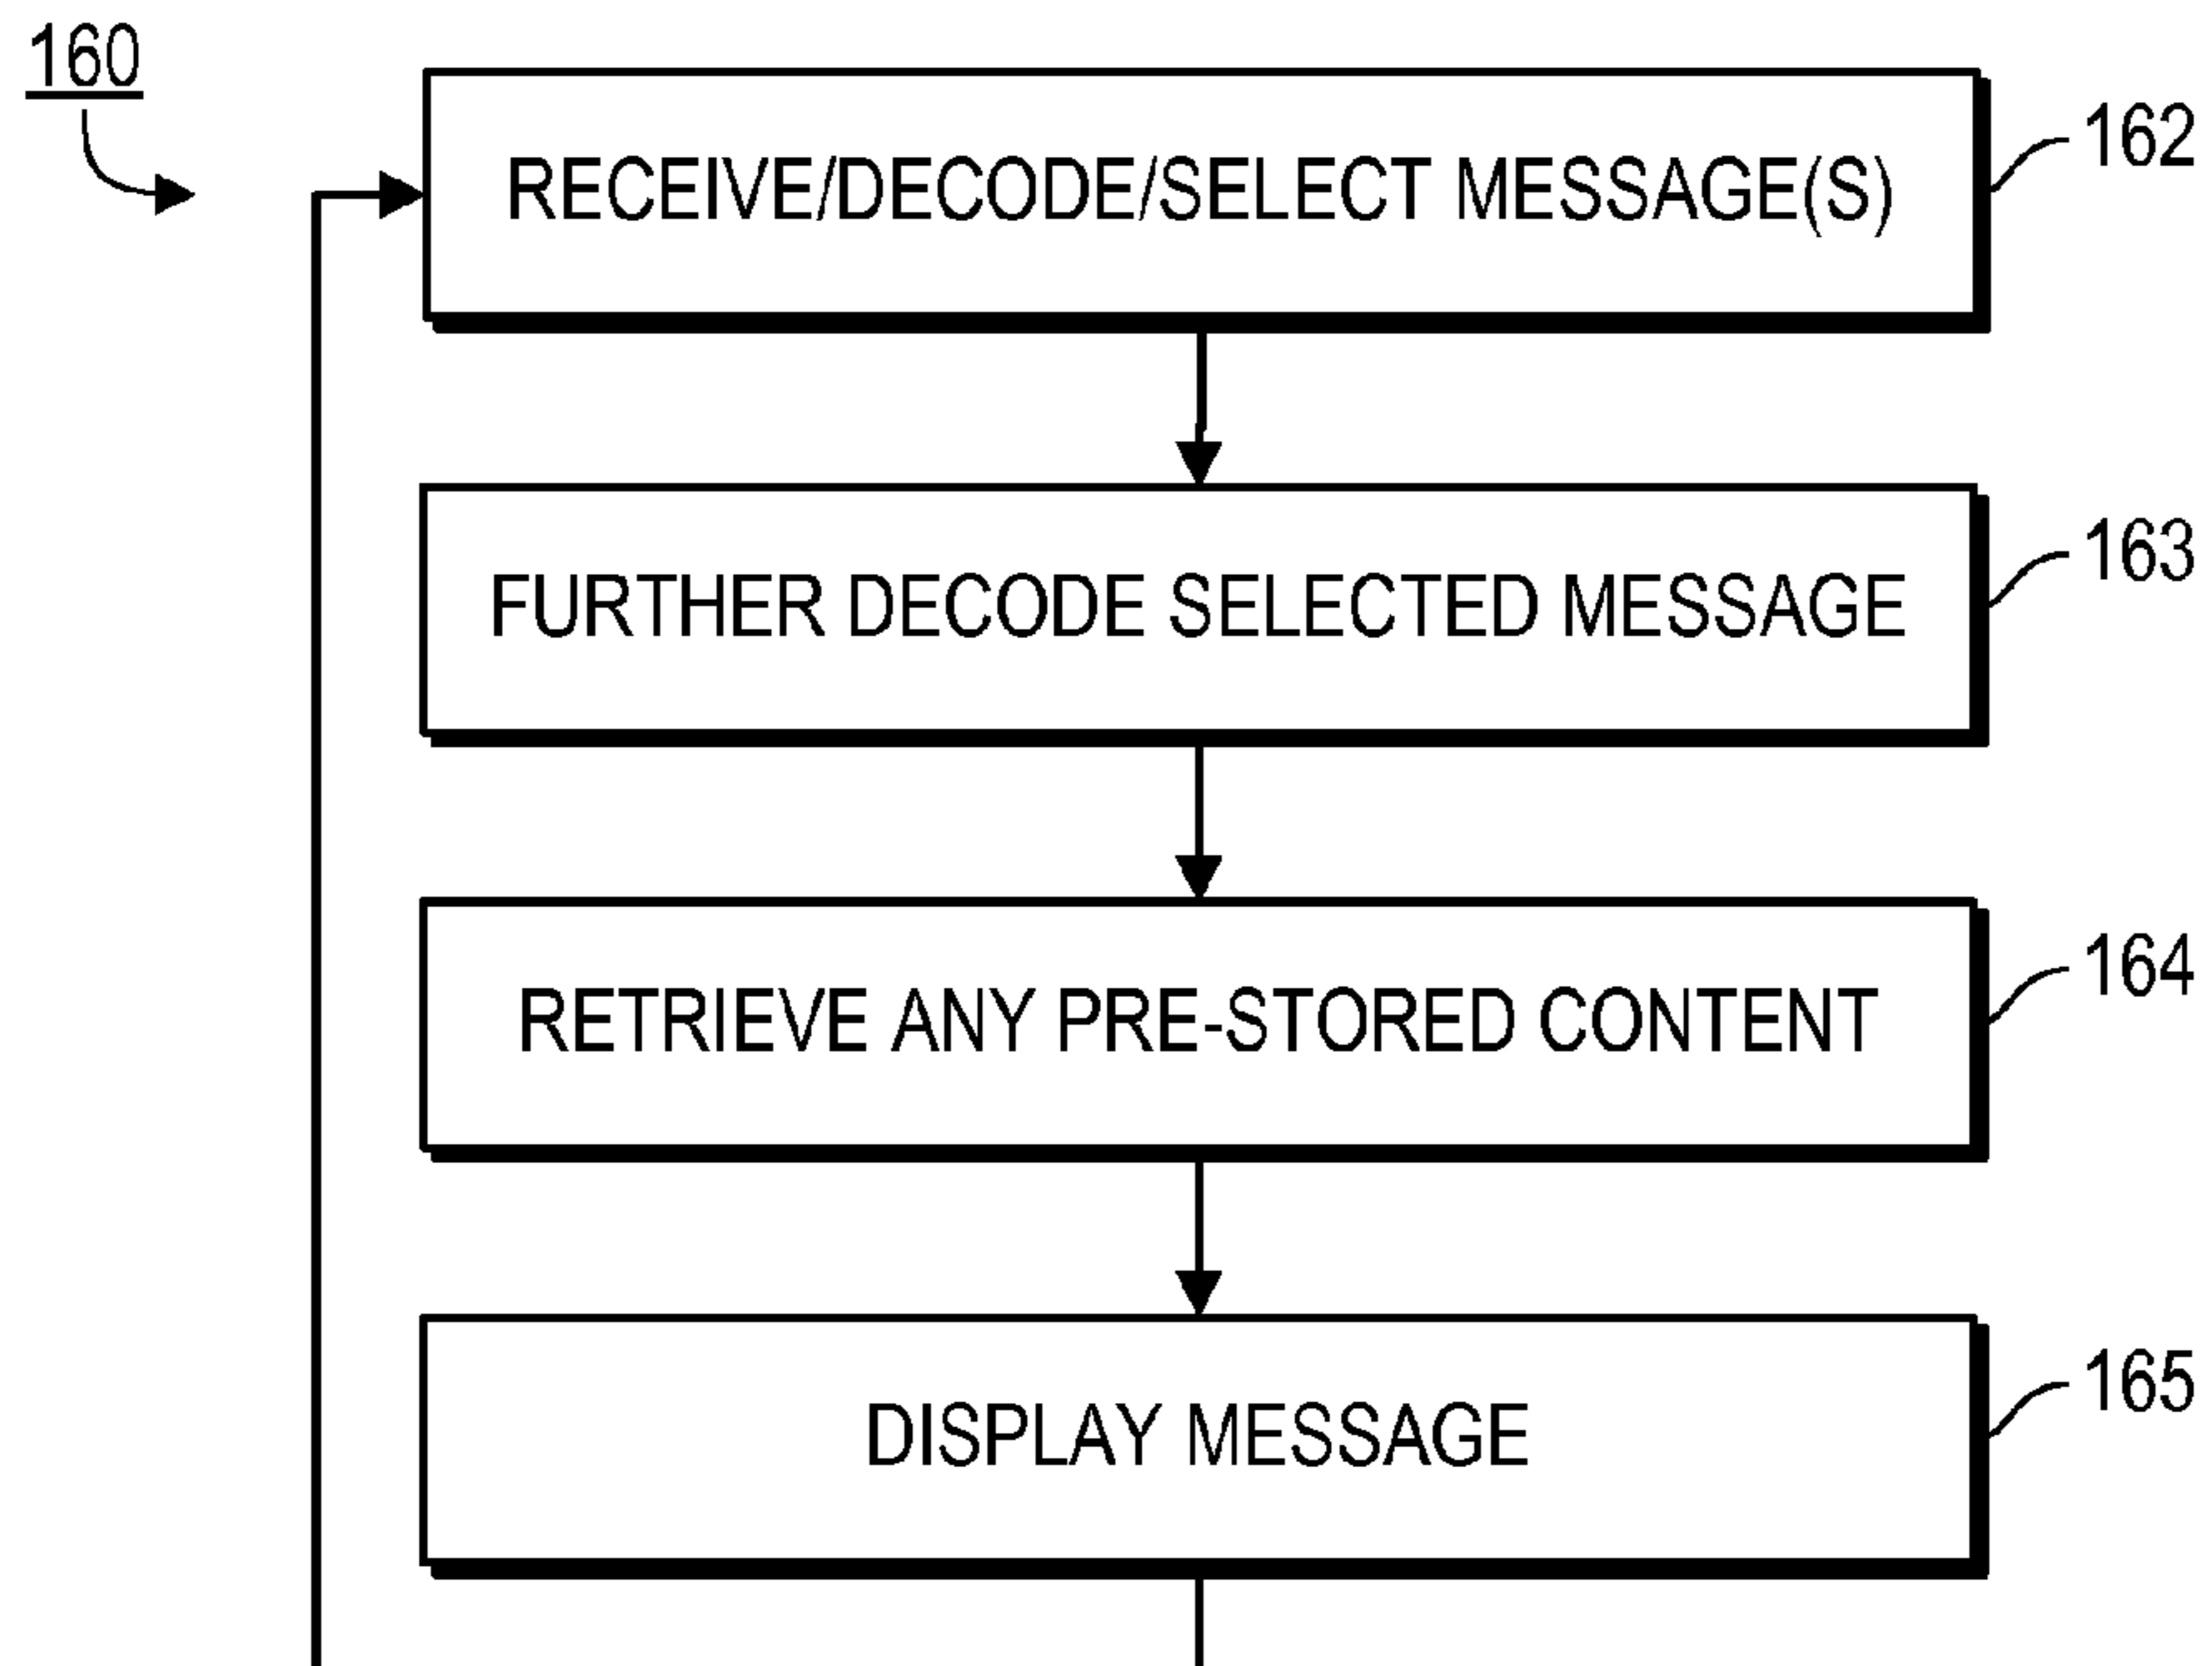 160
RECEIVE/DECODE/SELECT MESSAGE(S)
162
FURTHER DECODE SELECTED MESSAGE
163
RETRIEVE ANY PRE-STORED CONTENT
164
DISPLAY MESSAGE
165